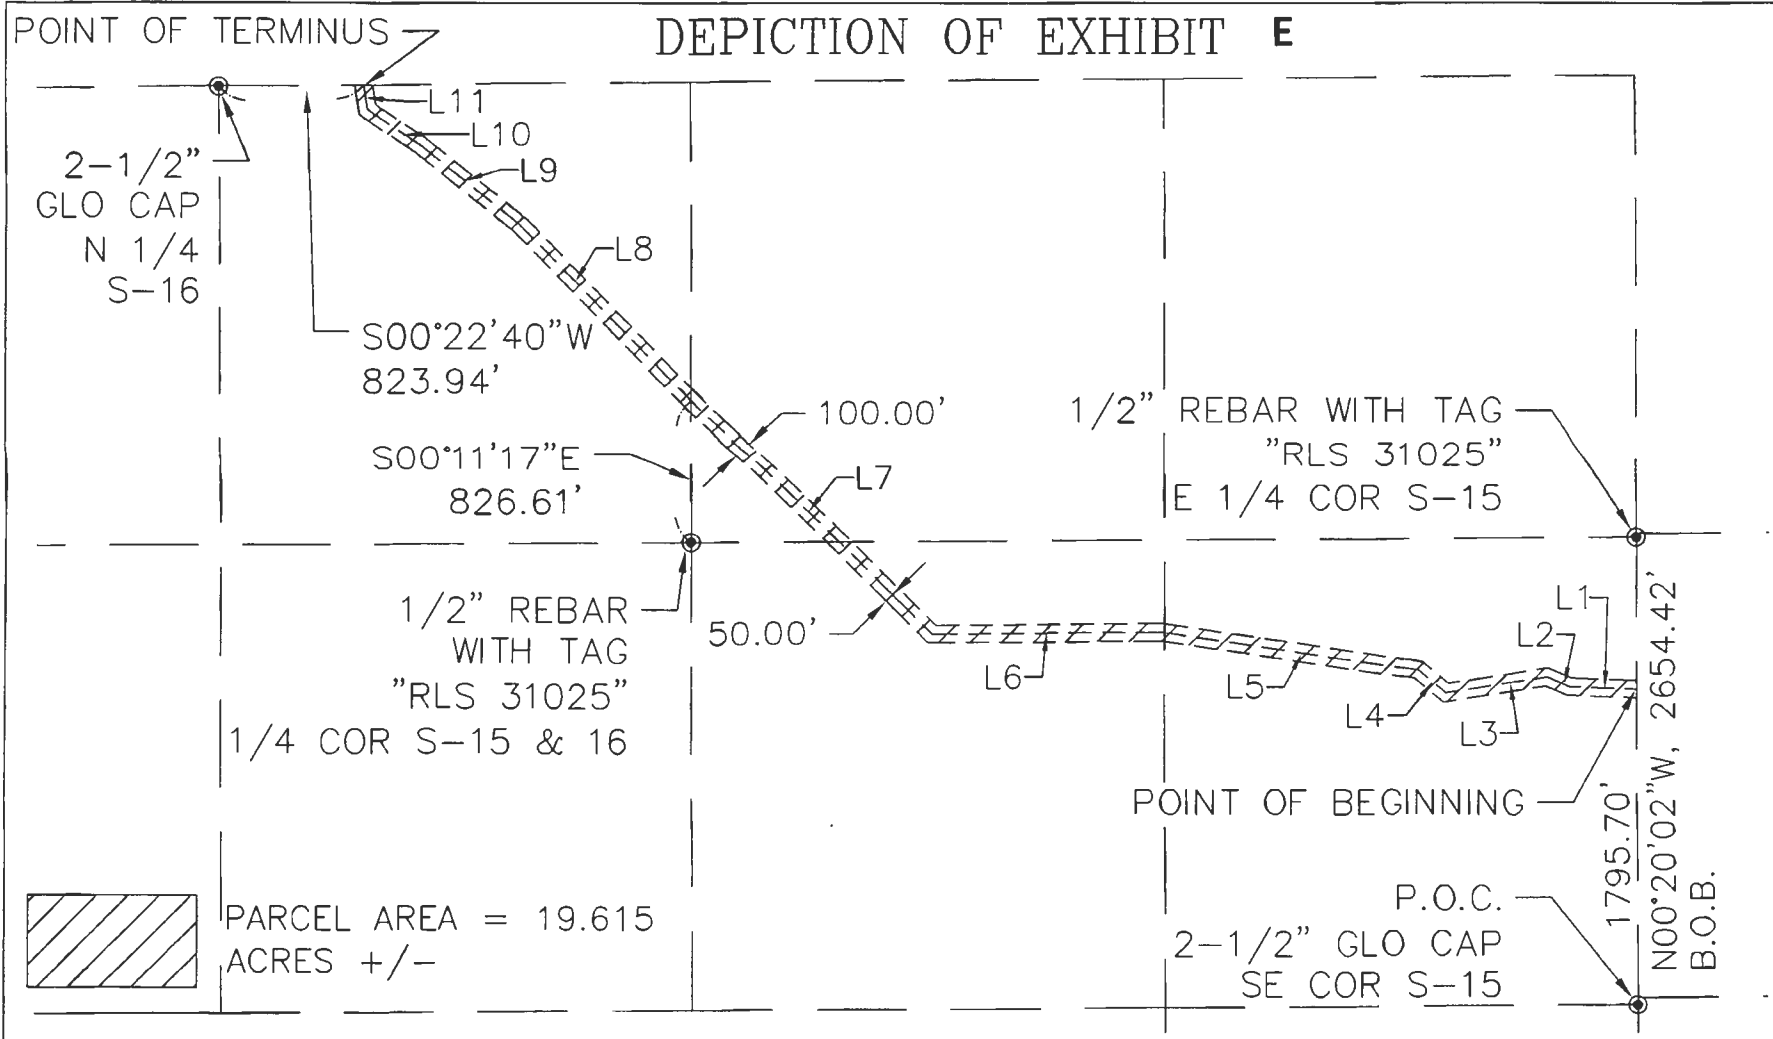 DEPICTION OF EXHIBIT E
POINT OF TERMINUS
L11
L10
L9
L8
2-1/2"
GLO CAP
N 1/4
S-16
S00°22'40"W
823.94'
100.00'
S00°11'17"E
826.61'
L7
1/2" REBAR WITH TAG
"RLS 31025"
E 1/4 COR S-15
1/2" REBAR
WITH TAG
"RLS 31025"
1/4 COR S-15 & 16
50.00'
L6
L5
L4
L3
L2
L1
POINT OF BEGINNING
1795.70'
N00°20'02"W, 2654.42'
B.O.B.
P.O.C.
2-1/2" GLO CAP
SE COR S-15
PARCEL AREA = 19.615
ACRES +/-